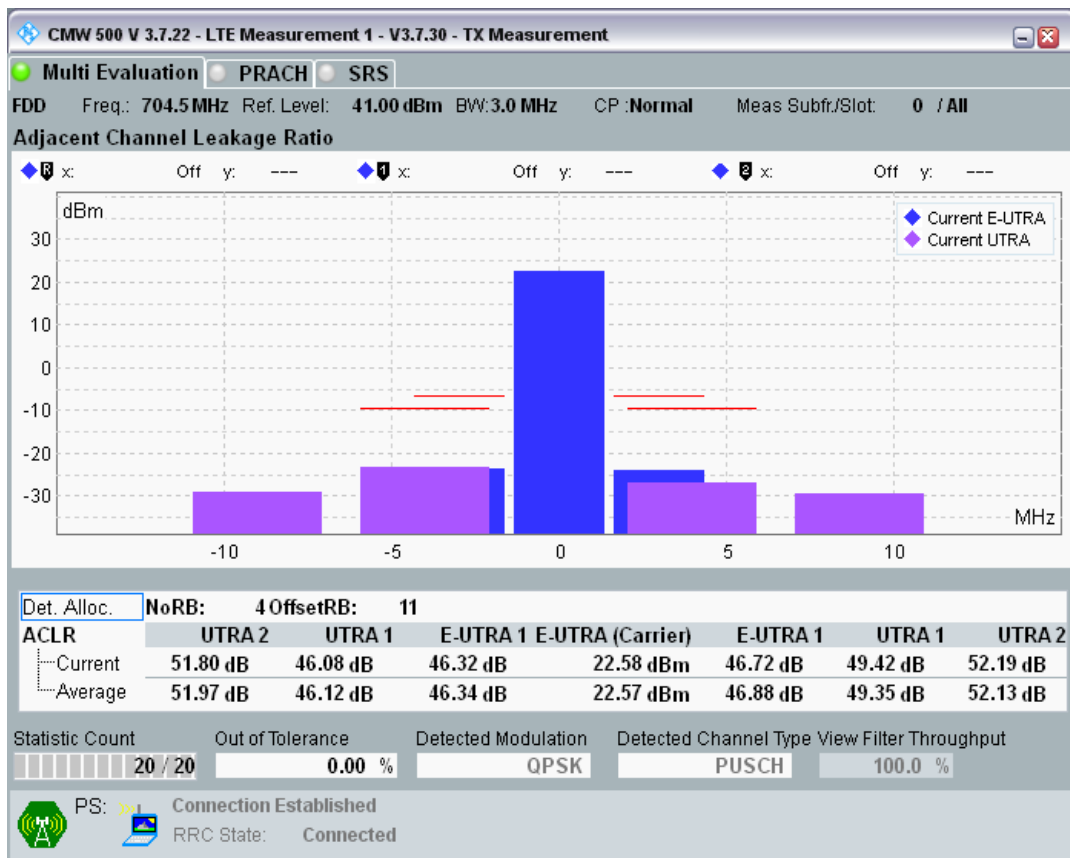 CMW 500 V 3.7.22 - LTE Measurement 1 - V3.7.30 - TX Measurement
Multi Evaluation PRACH SRS
FDD Freq.: 704.5 MHz Ref. Level: 41.00 dBm BW: 3.0 MHz CP :Normal Meas Subfr./Slot: 0 / All
Adjacent Channel Leakage Ratio
R x: Off y: --- 1 x: Off y: --- 2 x: Off y: ---
dBm
Current E-UTRA
Current UTRA
30
20
10
0
-10
-20
-30
MHz
-10 -5 0 5 10
Det. Alloc. NoRB: 4 OffsetRB: 11
ACLR UTRA 2 UTRA 1 E-UTRA 1 E-UTRA (Carrier) E-UTRA 1 UTRA 1 UTRA 2
Current 51.80 dB 46.08 dB 46.32 dB 22.58 dBm 46.72 dB 49.42 dB 52.19 dB
Average 51.97 dB 46.12 dB 46.34 dB 22.57 dBm 46.88 dB 49.35 dB 52.13 dB
Statistic Count Out of Tolerance Detected Modulation Detected Channel Type View Filter Throughput
20 / 20 0.00 % QPSK PUSCH 100.0 %
PS: Connection Established
RRC State: Connected